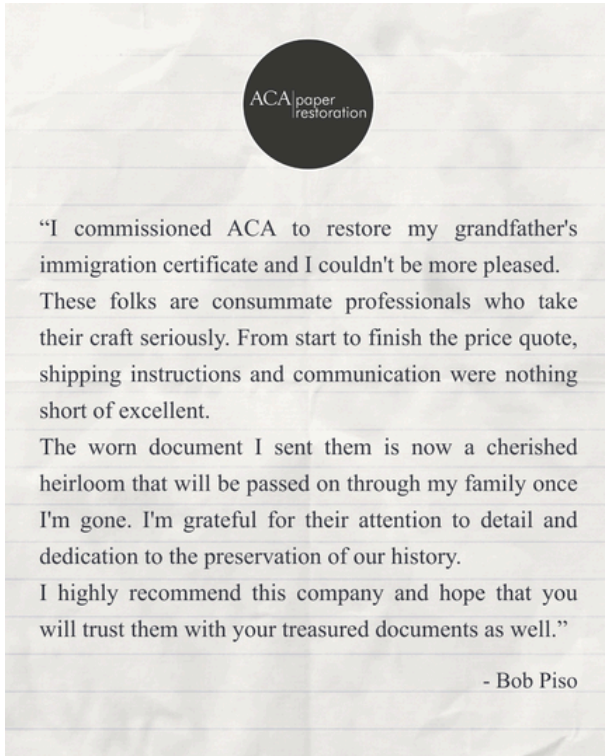 ACA paper
restoration
“I commissioned ACA to restore my grandfather's
immigration certificate and I couldn't be more pleased.
These folks are consummate professionals who take
their craft seriously. From start to finish the price quote,
shipping instructions and communication were nothing
short of excellent.
The worn document I sent them is now a cherished
heirloom that will be passed on through my family once
I'm gone. I'm grateful for their attention to detail and
dedication to the preservation of our history.
I highly recommend this company and hope that you
will trust them with your treasured documents as well.”
- Bob Piso